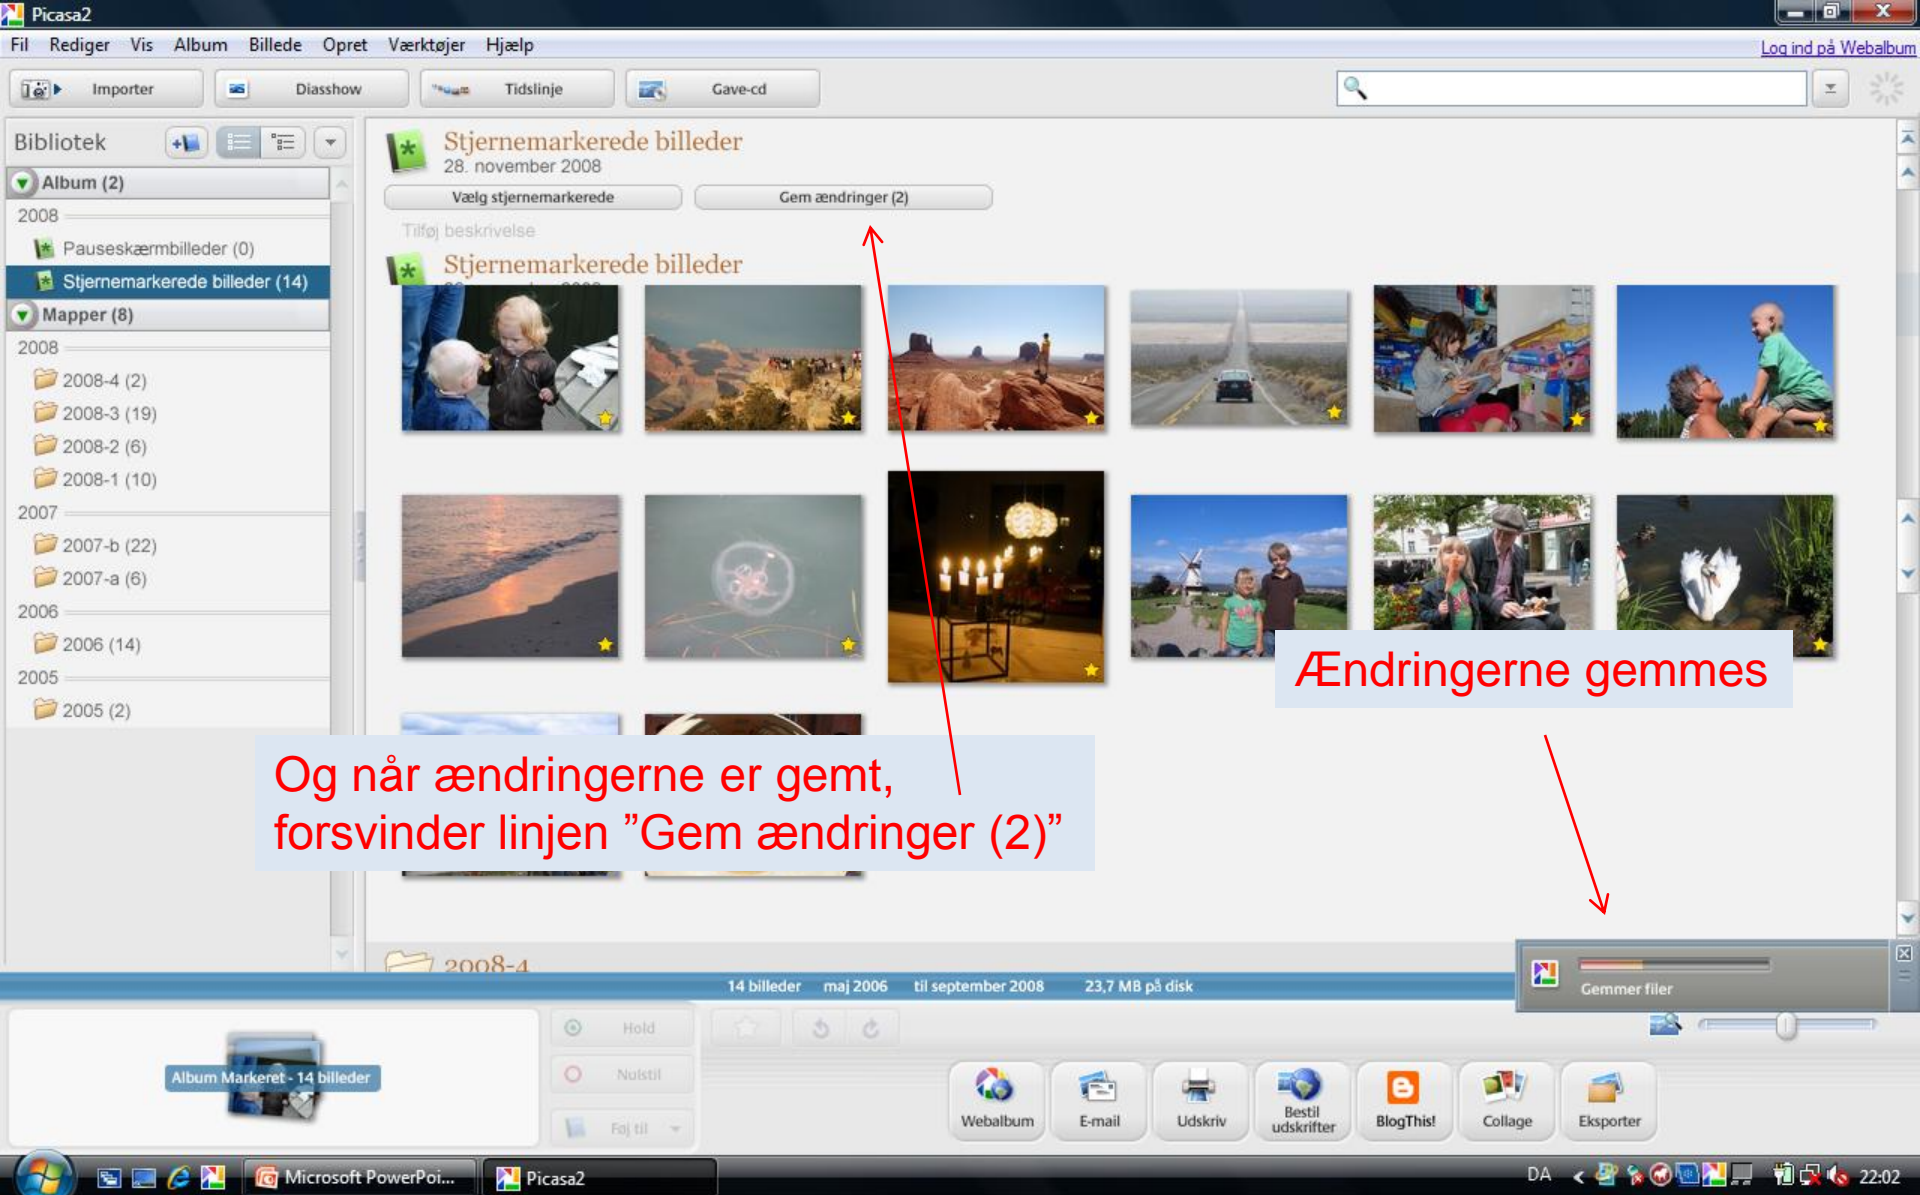 Picasa2
Fil Rediger Vis Album Billede Opret Værktøjer Hjælp
Log ind på Webalbum
Importer Diasshow Tidslinje Gave-cd
Bibliotek
Album (2)
2008
Pauseskærmbilleder (0)
Stjernemarkerede billeder (14)
Mapper (8)
2008
2008-4 (2)
2008-3 (19)
2008-2 (6)
2008-1 (10)
2007
2007-b (22)
2007-a (6)
2006
2006 (14)
2005
2005 (2)
Stjernemarkerede billeder
28. november 2008
Vælg stjernemarkerede Gem ændringer (2)
Tilføj beskrivelse
Stjernemarkerede billeder
Ændringerne gemmes
Og når ændringerne er gemt,
forsvinder linjen ”Gem ændringer (2)”
2008-4
14 billeder maj 2006 til september 2008 23,7 MB på disk
Gemmer filer
Album Markeret - 14 billeder
Hold
Nulstil
Føj til
Webalbum
E-mail
Udskriv
Bestil
udskrifter
BlogThis!
Collage
Eksporter
Microsoft PowerPoi...
Picasa2
DA
22:02